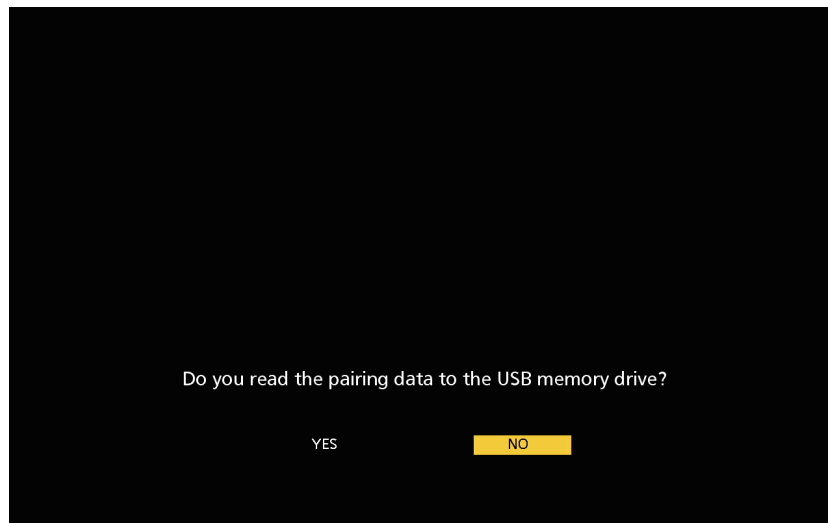 Do you read the pairing data to the USB memory drive?
YES NO